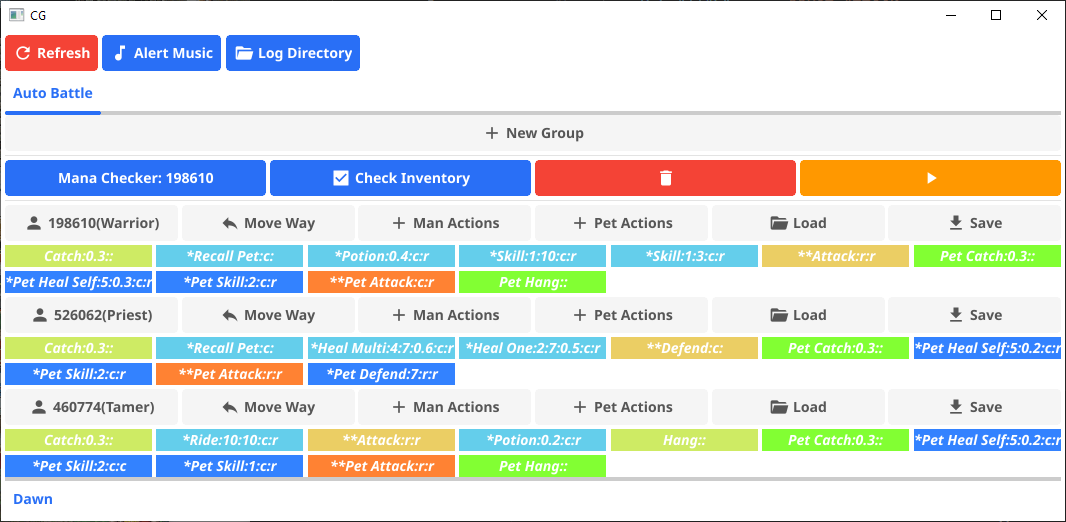 CG
Refresh Alert Music Log Directory
Auto Battle
New Group
Mana Checker: 198610 Check Inventory
198610(Warrior) Move Way Man Actions Pet Actions Load Save
Catch:0.3:: *Recall Pet:c: *Potion:0.4:c:r *Skill:1:10:c:r *Skill:1:3:c:r **Attack:r:r Pet Catch:0.3::
*Pet Heal Self:5:0.3:c:r *Pet Skill:2:c:r **Pet Attack:c:r Pet Hang::
526062(Priest) Move Way Man Actions Pet Actions Load Save
Catch:0.3:: *Recall Pet:c: *Heal Multi:4:7:0.6:c:r *Heal One:2:7:0.5:c:r **Defend:c: Pet Catch:0.3:: *Pet Heal Self:5:0.2:c:r
*Pet Skill:2:c:r **Pet Attack:r:r *Pet Defend:7:r:r
460774(Tamer) Move Way Man Actions Pet Actions Load Save
Catch:0.3:: *Ride:10:10:c:r **Attack:r:r *Potion:0.2:c:r Hang:: Pet Catch:0.3:: *Pet Heal Self:5:0.2:c:r
*Pet Skill:2:c:c *Pet Skill:1:c:r **Pet Attack:r:r Pet Hang::
Dawn